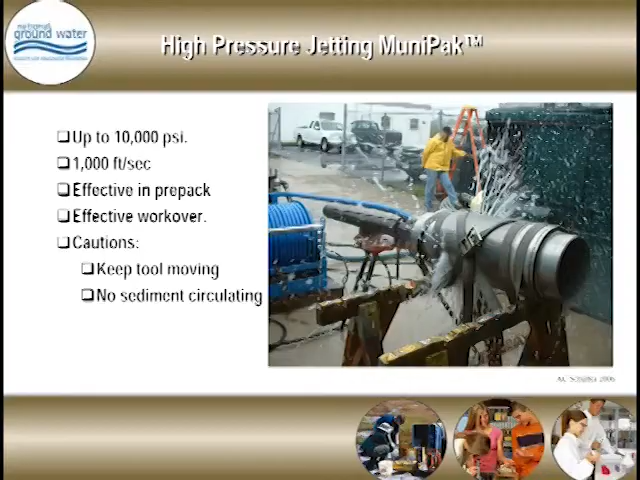 ground water
High Pressure Jetting MuniPak™
❑Up to 10,000 psi.
❑1,000 ft/sec
❑Effective in prepack
❑Effective workover.
❑Cautions:
❑Keep tool moving
❑No sediment circulating
2006